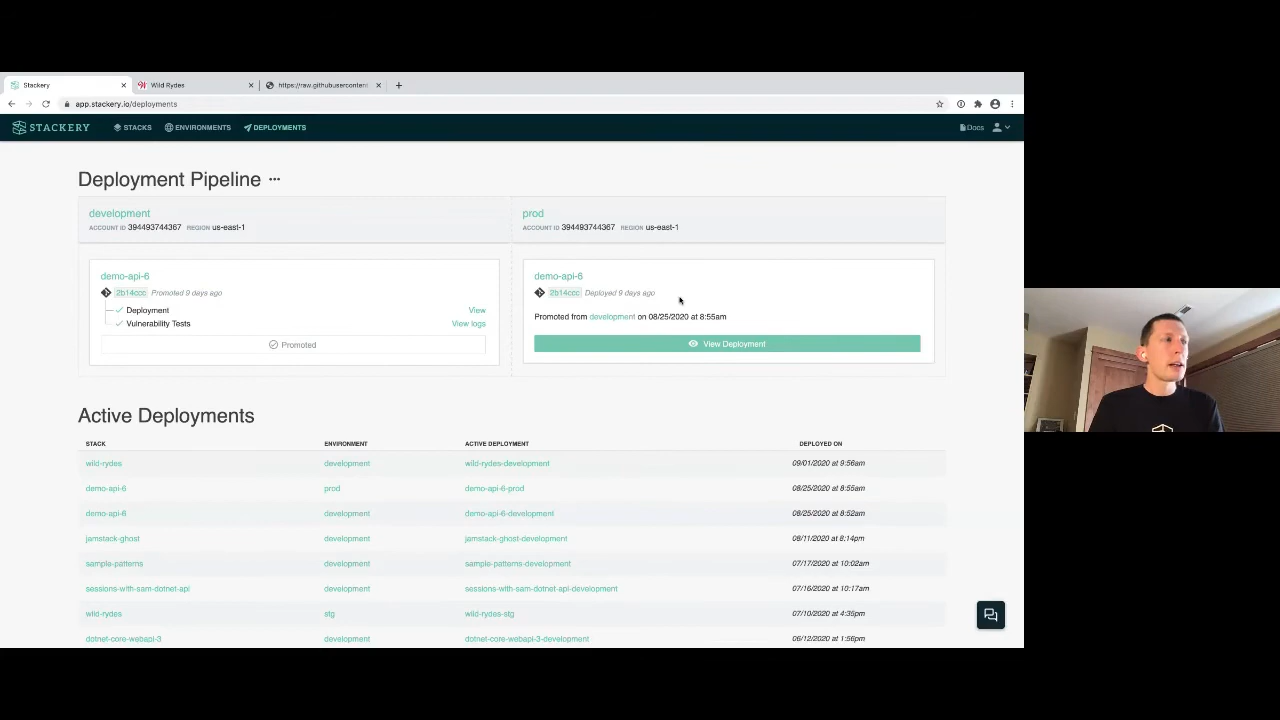 Stackery
Wild Rydes
https://raw.githubusercontent
app.stackery.io/deployments
STACKERY
STACKS
ENVIRONMENTS
DEPLOYMENTS
Docs
Deployment Pipeline ...
development
ACCOUNT ID 394493744367 REGION us-east-1
prod
ACCOUNT ID 394493744367 REGION us-east-1
demo-api-6
2b14ccc Promoted 9 days ago
Deployment View
Vulnerability Tests View logs
Promoted
demo-api-6
2b14ccc Deployed 9 days ago
Promoted from development on 08/25/2020 at 8:55am
View Deployment
Active Deployments
STACK ENVIRONMENT ACTIVE DEPLOYMENT DEPLOYED ON
wild-rydes development wild-rydes-development 09/01/2020 at 9:56am
demo-api-6 prod demo-api-6-prod 08/25/2020 at 8:55am
demo-api-6 development demo-api-6-development 08/25/2020 at 8:52am
jamstack-ghost development jamstack-ghost-development 08/11/2020 at 8:14pm
sample-patterns development sample-patterns-development 07/17/2020 at 10:02am
sessions-with-sam-dotnet-api development sessions-with-sam-dotnet-api-development 07/16/2020 at 10:17am
wild-rydes stg wild-rydes-stg 07/10/2020 at 4:35pm
dotnet-core-webapi-3 development dotnet-core-webapi-3-development 06/12/2020 at 1:56pm